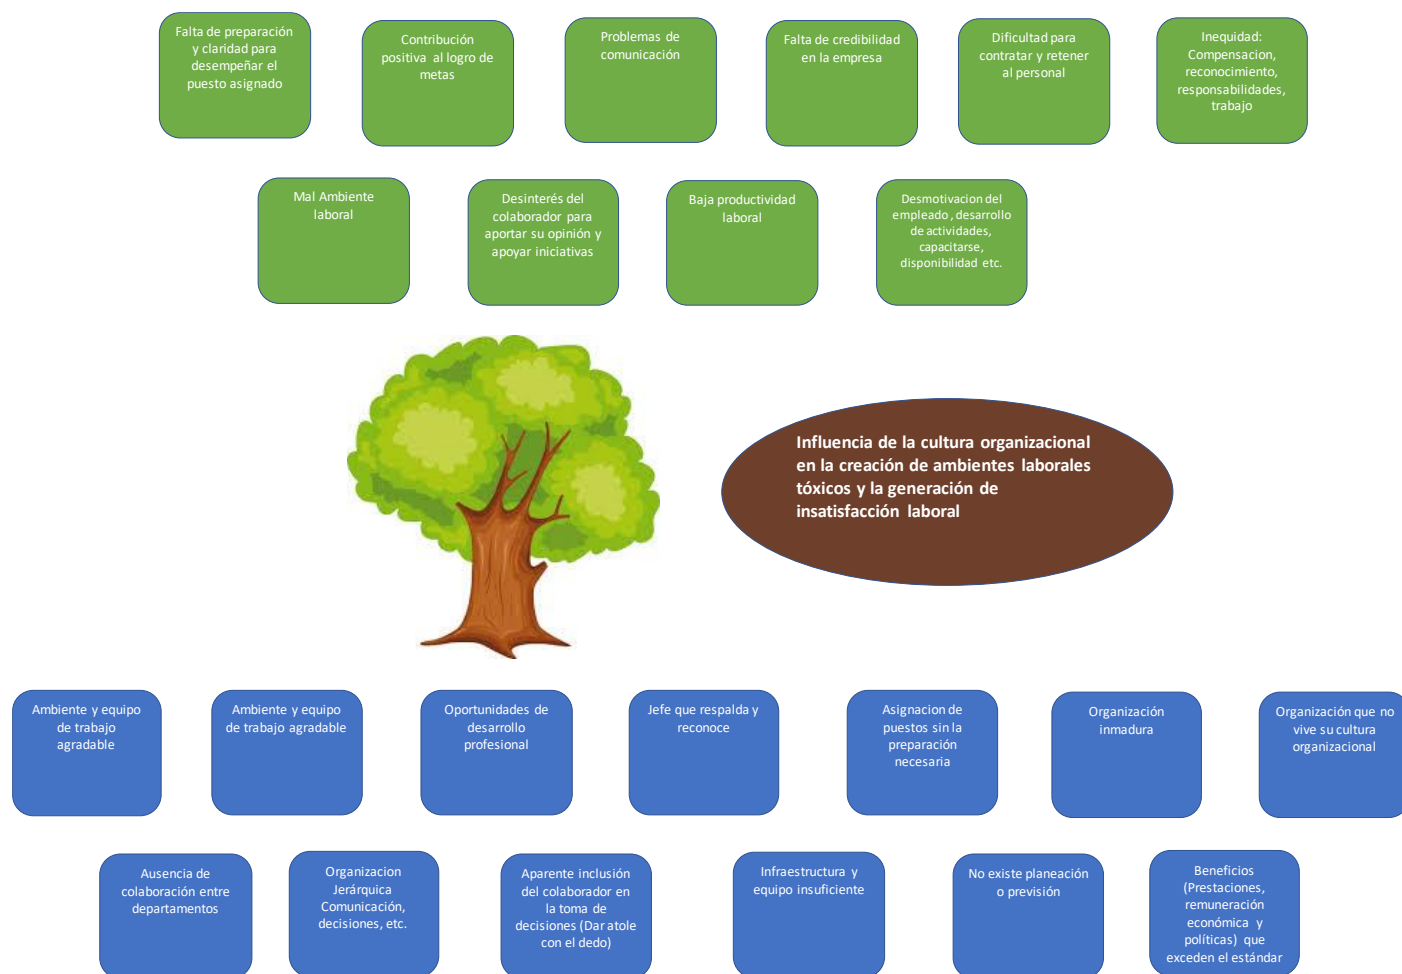 Falta de preparación
y claridad para
desempeñar el
puesto asignado
Contribución
positiva al logro de
metas
Problemas de
comunicación
Falta de credibilidad
en la empresa
Dificultad para
contratar y retener
al personal
Inequidad:
Compensacion,
reconocimiento,
responsabilidades,
trabajo
Mal Ambiente
laboral
Desinterés del
colaborador para
aportar su opinión y
apoyar iniciativas
Baja productividad
laboral
Desmotivacion del
empleado , desarrollo
de actividades,
capacitarse,
disponibilidad etc.
Influencia de la cultura organizacional
en la creación de ambientes laborales
tóxicos y la generación de
insatisfacción laboral
Ambiente y equipo
de trabajo
agradable
Ambiente y equipo
de trabajo agradable
Oportunidades de
desarrollo
profesional
Jefe que respalda y
reconoce
Asignacion de
puestos sin la
preparación
necesaria
Organización
inmadura
Organización que no
vive su cultura
organizacional
Ausencia de
colaboración entre
departamentos
Organizacion
Jerárquica
Comunicación,
decisiones, etc.
Aparente inclusión
del colaborador en
la toma de
decisiones (Dar atole
con el dedo)
Infraestructura y
equipo insuficiente
No existe planeación
o previsión
Beneficios
(Prestaciones,
remuneración
económica y
políticas) que
exceden el estándar